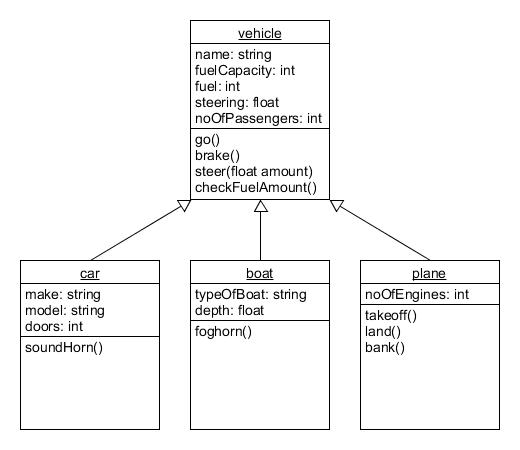 vehicle
name: string
fuelCapacity: int
fuel: int
steering: float
noOfPassengers: int
go()
brake()
steer(float amount)
checkFuelAmount()
car
make: string
model: string
doors: int
soundHorn()
boat
typeOfBoat: string
depth: float
foghorn()
plane
noOfEngines: int
takeoff()
land()
bank()